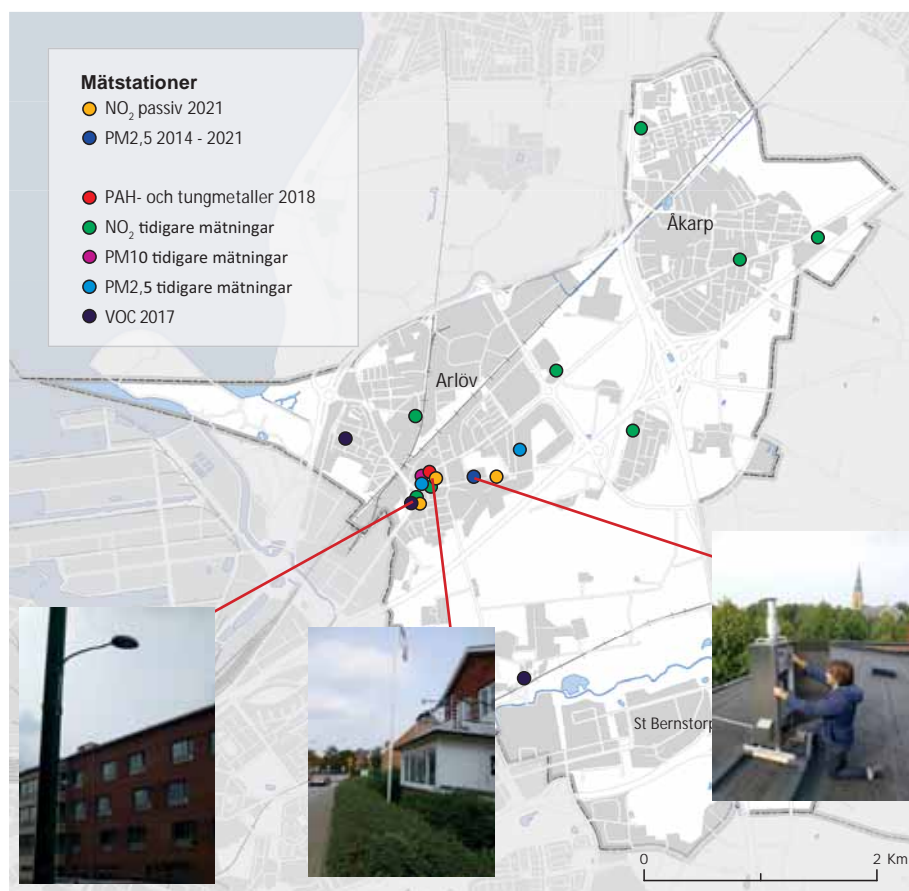 Mätstationer
NO2 passiv 2021
PM2,5 2014 - 2021
PAH- och tungmetaller 2018
NO2 tidigare mätningar
PM10 tidigare mätningar
PM2,5 tidigare mätningar
VOC 2017
Åkarp
Arlöv
St Bernstorp
0
2 Km